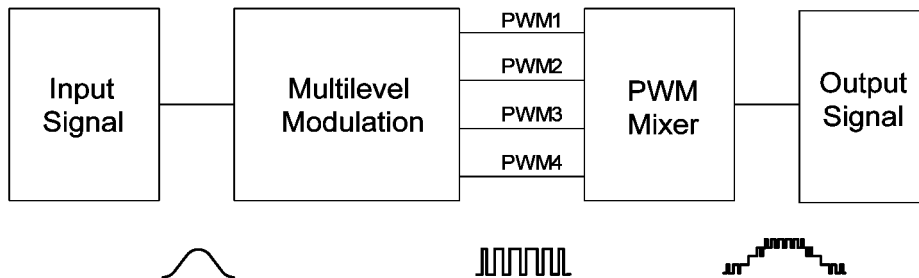 Input
Signal
Multilevel
Modulation
PWM1
PWM2
PWM3
PWM4
PWM
Mixer
Output
Signal